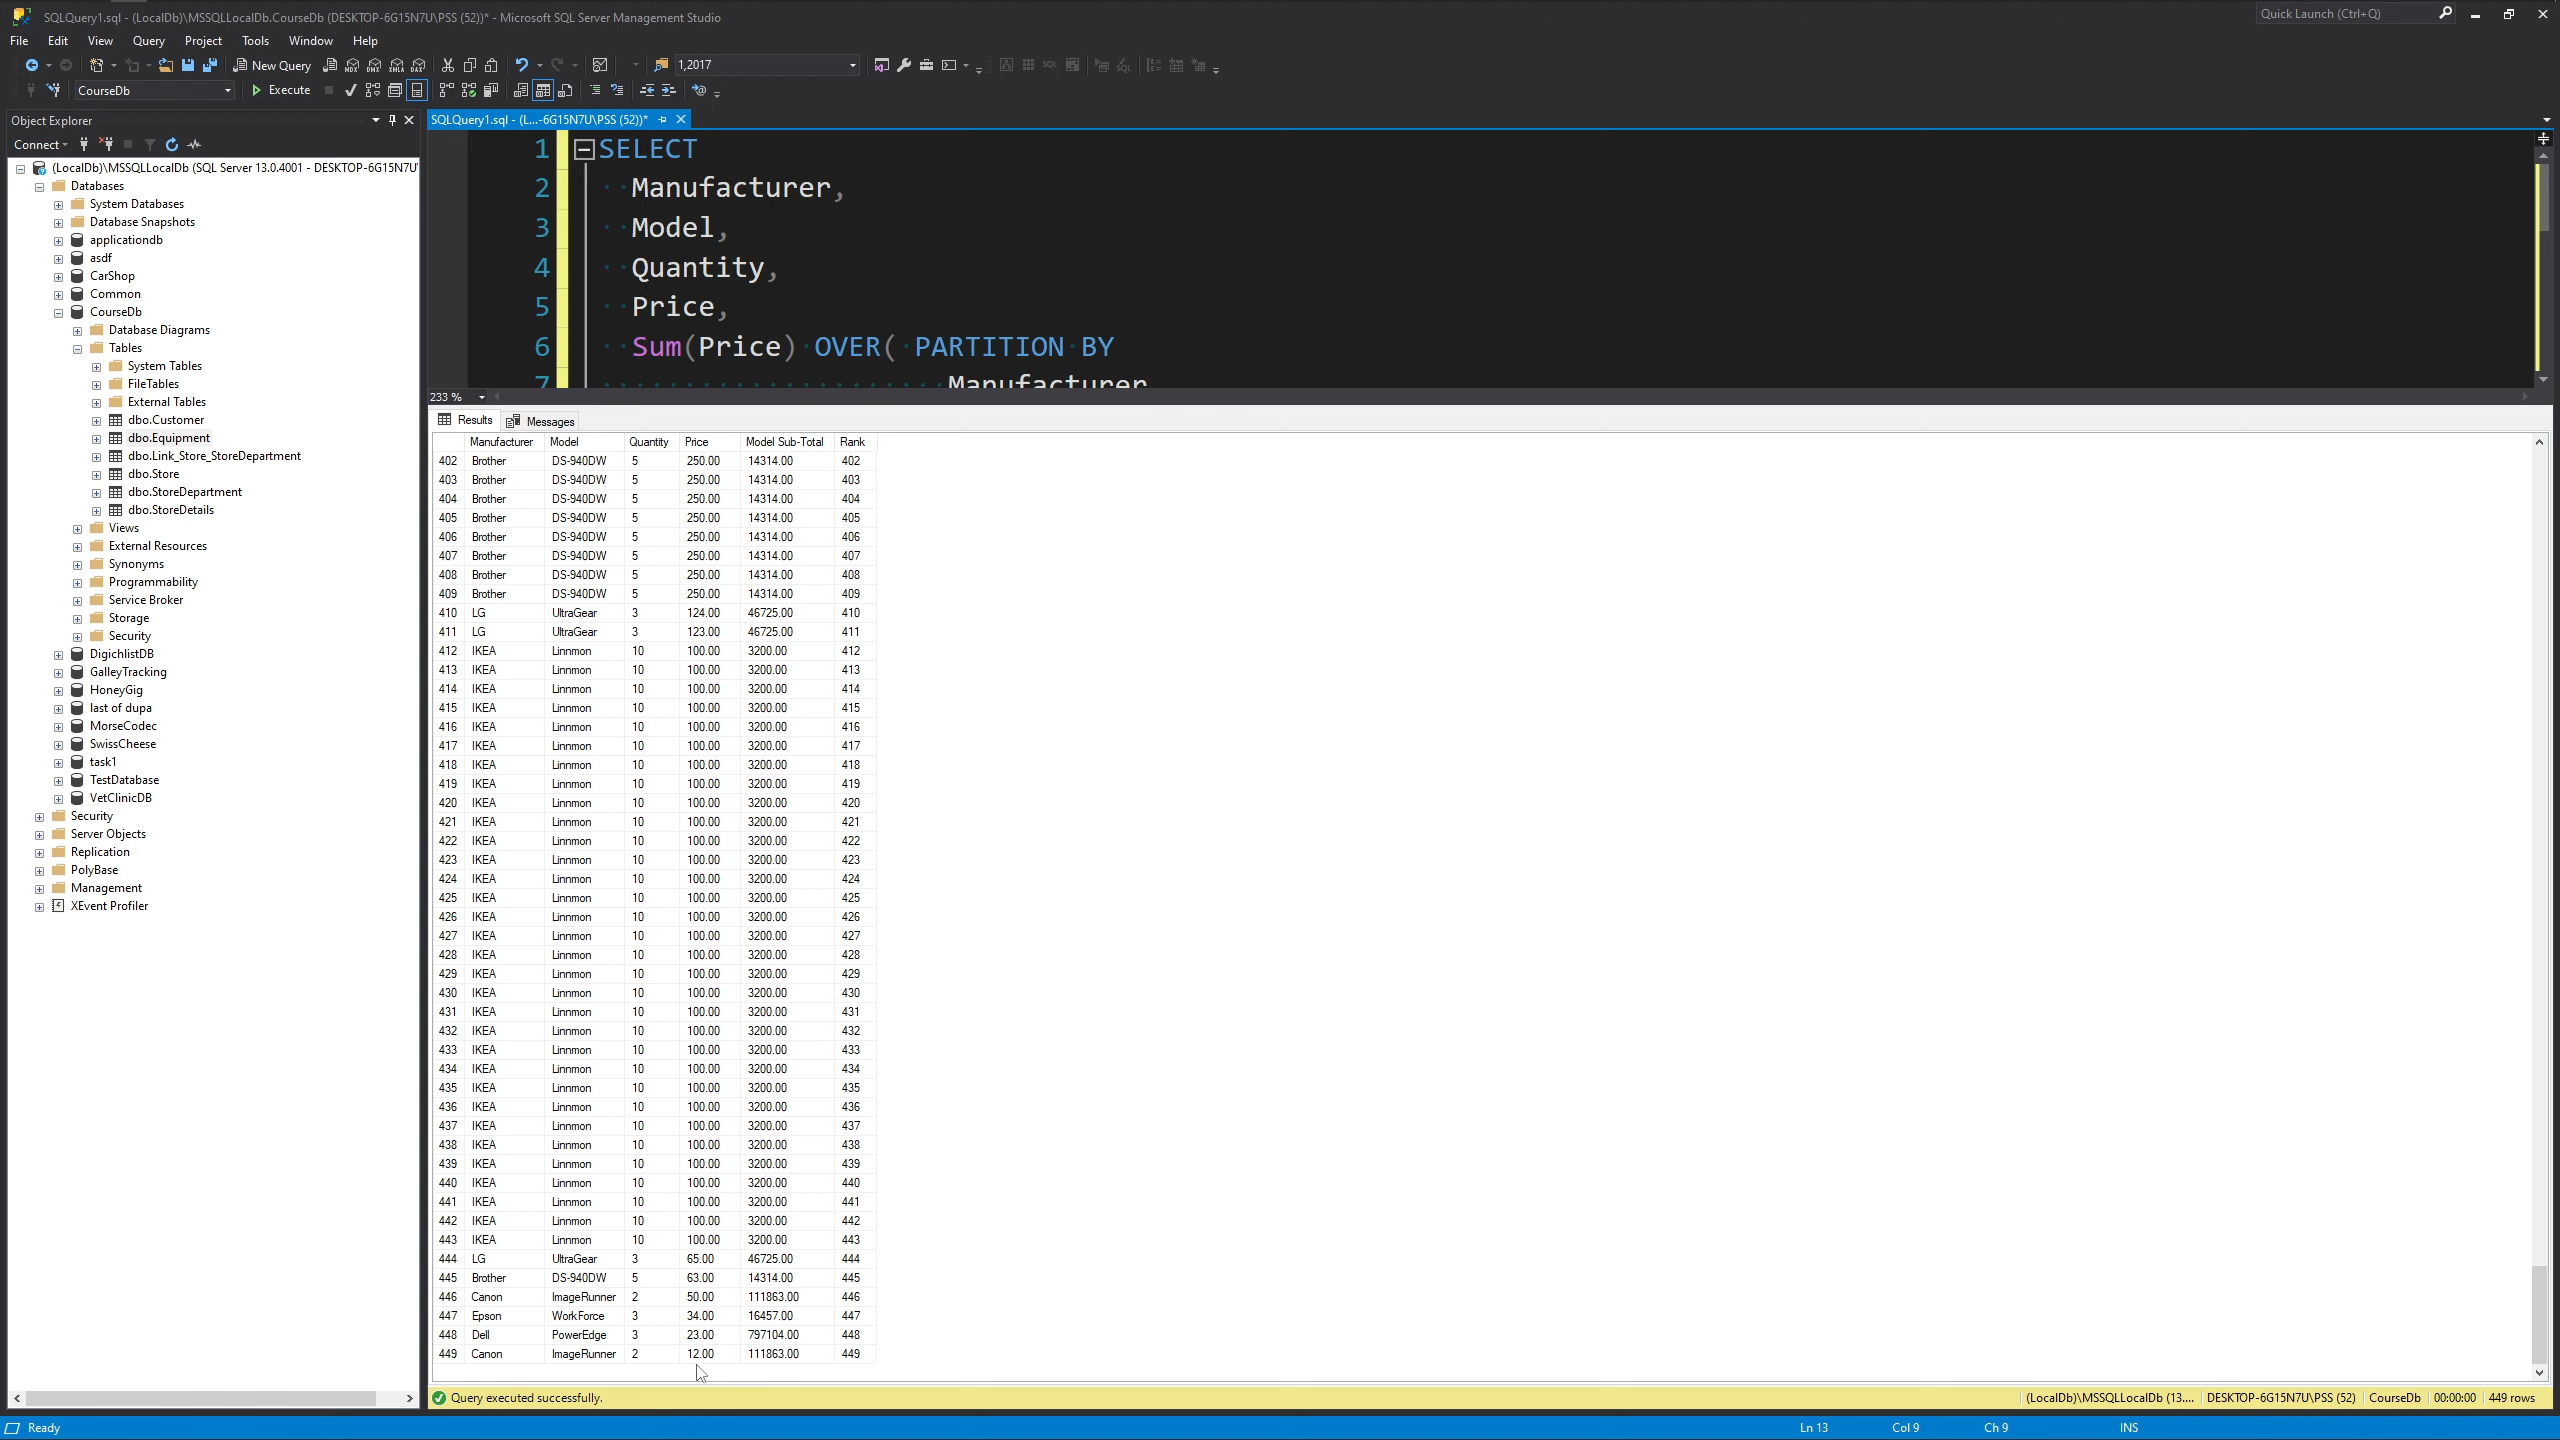 SQLQuery1.sql - (LocalDb)\MSSQLLocalDb.CourseDb (DESKTOP-6G15N7U\PSS (52))* - Microsoft SQL Server Management Studio
Quick Launch (Ctrl+Q)
File Edit View Query Project Tools Window Help
New Query MDX DMX XMLA DAX 1,2017
CourseDb Execute
Object Explorer
SQLQuery1.sql - (L...-6G15N7U\PSS (52))*
Connect
(LocalDb)\MSSQLLocalDb (SQL Server 13.0.4001 - DESKTOP-6G15N7U
Databases
System Databases
Database Snapshots
applicationdb
asdf
CarShop
Common
CourseDb
Database Diagrams
Tables
System Tables
FileTables
External Tables
dbo.Customer
dbo.Equipment
dbo.Link_Store_StoreDepartment
dbo.Store
dbo.StoreDepartment
dbo.StoreDetails
Views
External Resources
Synonyms
Programmability
Service Broker
Storage
Security
DigichlistDB
GalleyTracking
HoneyGig
last of dupa
MorseCodec
SwissCheese
task1
TestDatabase
VetClinicDB
Security
Server Objects
Replication
PolyBase
Management
XEvent Profiler
1 SELECT
2 Manufacturer,
3 Model,
4 Quantity,
5 Price,
6 Sum(Price) OVER( PARTITION BY
7 Manufacturer
233 %
Results Messages
Manufacturer Model Quantity Price Model Sub-Total Rank
402 Brother DS-940DW 5 250.00 14314.00 402
403 Brother DS-940DW 5 250.00 14314.00 403
404 Brother DS-940DW 5 250.00 14314.00 404
405 Brother DS-940DW 5 250.00 14314.00 405
406 Brother DS-940DW 5 250.00 14314.00 406
407 Brother DS-940DW 5 250.00 14314.00 407
408 Brother DS-940DW 5 250.00 14314.00 408
409 Brother DS-940DW 5 250.00 14314.00 409
410 LG UltraGear 3 124.00 46725.00 410
411 LG UltraGear 3 123.00 46725.00 411
412 IKEA Linnmon 10 100.00 3200.00 412
413 IKEA Linnmon 10 100.00 3200.00 413
414 IKEA Linnmon 10 100.00 3200.00 414
415 IKEA Linnmon 10 100.00 3200.00 415
416 IKEA Linnmon 10 100.00 3200.00 416
417 IKEA Linnmon 10 100.00 3200.00 417
418 IKEA Linnmon 10 100.00 3200.00 418
419 IKEA Linnmon 10 100.00 3200.00 419
420 IKEA Linnmon 10 100.00 3200.00 420
421 IKEA Linnmon 10 100.00 3200.00 421
422 IKEA Linnmon 10 100.00 3200.00 422
423 IKEA Linnmon 10 100.00 3200.00 423
424 IKEA Linnmon 10 100.00 3200.00 424
425 IKEA Linnmon 10 100.00 3200.00 425
426 IKEA Linnmon 10 100.00 3200.00 426
427 IKEA Linnmon 10 100.00 3200.00 427
428 IKEA Linnmon 10 100.00 3200.00 428
429 IKEA Linnmon 10 100.00 3200.00 429
430 IKEA Linnmon 10 100.00 3200.00 430
431 IKEA Linnmon 10 100.00 3200.00 431
432 IKEA Linnmon 10 100.00 3200.00 432
433 IKEA Linnmon 10 100.00 3200.00 433
434 IKEA Linnmon 10 100.00 3200.00 434
435 IKEA Linnmon 10 100.00 3200.00 435
436 IKEA Linnmon 10 100.00 3200.00 436
437 IKEA Linnmon 10 100.00 3200.00 437
438 IKEA Linnmon 10 100.00 3200.00 438
439 IKEA Linnmon 10 100.00 3200.00 439
440 IKEA Linnmon 10 100.00 3200.00 440
441 IKEA Linnmon 10 100.00 3200.00 441
442 IKEA Linnmon 10 100.00 3200.00 442
443 IKEA Linnmon 10 100.00 3200.00 443
444 LG UltraGear 3 65.00 46725.00 444
445 Brother DS-940DW 5 63.00 14314.00 445
446 Canon ImageRunner 2 50.00 111863.00 446
447 Epson WorkForce 3 34.00 16457.00 447
448 Dell PowerEdge 3 23.00 797104.00 448
449 Canon ImageRunner 2 12.00 111863.00 449
Query executed successfully. (LocalDb)\MSSQLLocalDb (13.... DESKTOP-6G15N7U\PSS (52) CourseDb 00:00:00 449 rows
Ready Ln 13 Col 9 Ch 9 INS